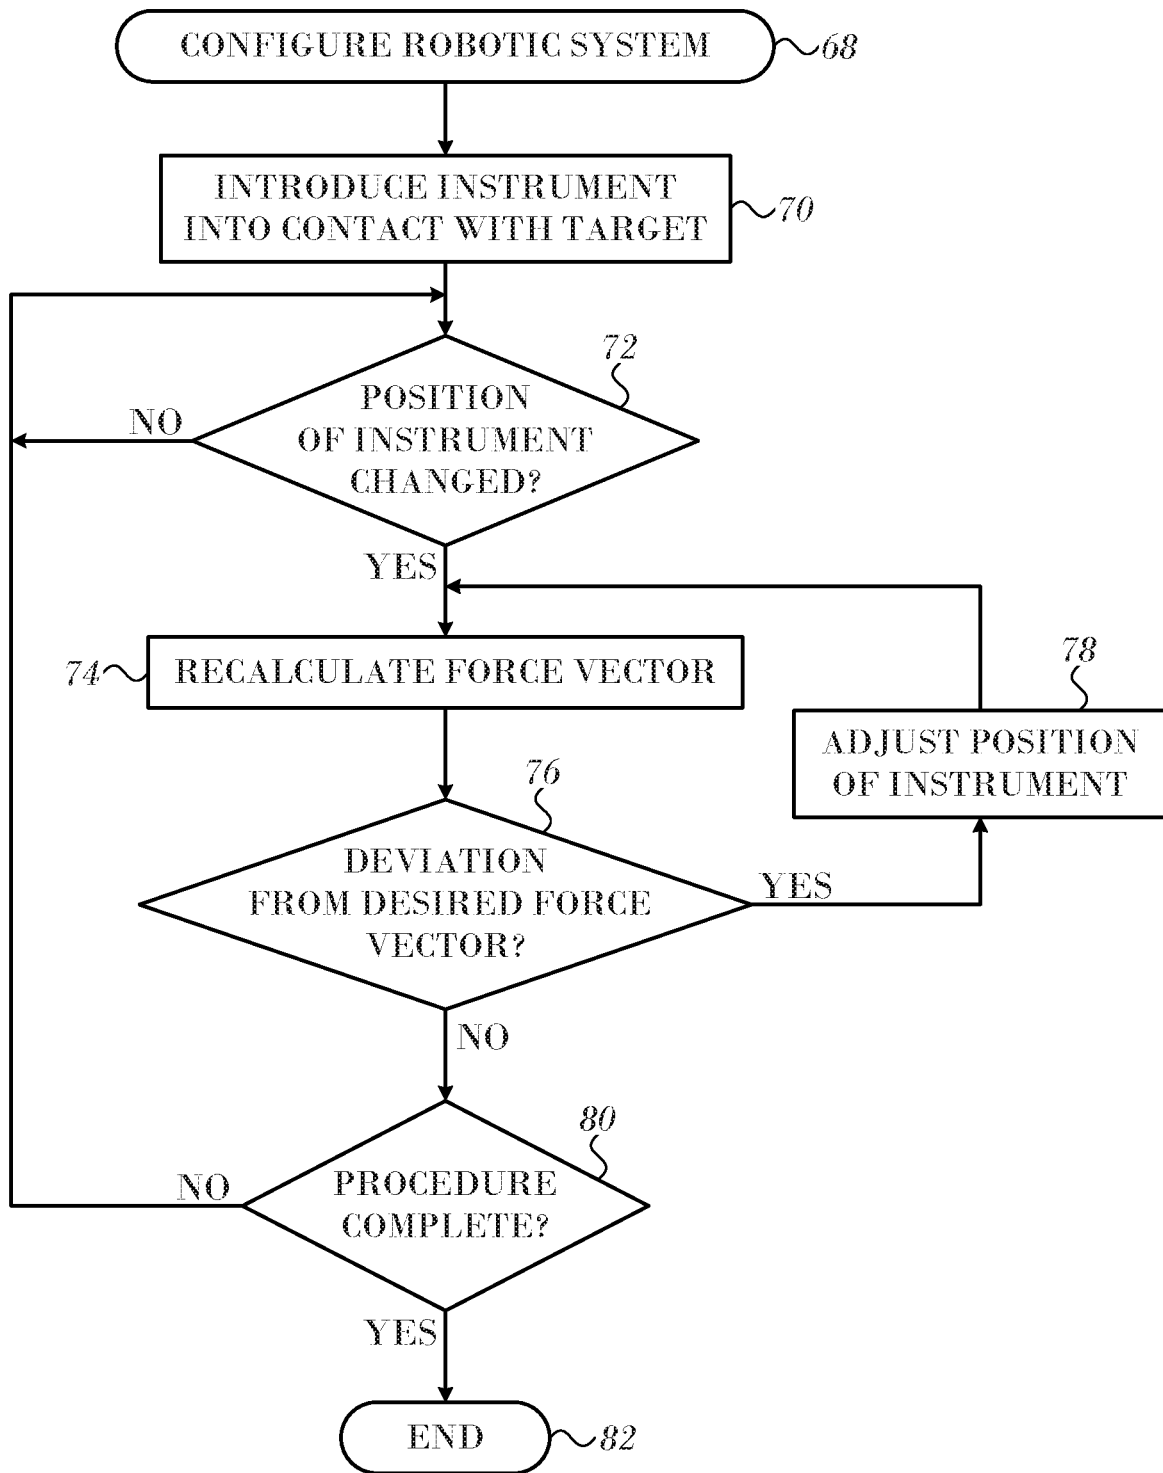 CONFIGURE ROBOTIC SYSTEM
68
INTRODUCE INSTRUMENT
INTO CONTACT WITH TARGET
70
72
POSITION
OF INSTRUMENT
CHANGED?
NO
YES
74
RECALCULATE FORCE VECTOR
78
ADJUST POSITION
OF INSTRUMENT
76
DEVIATION
FROM DESIRED FORCE
VECTOR?
YES
NO
80
PROCEDURE
COMPLETE?
NO
YES
END
82